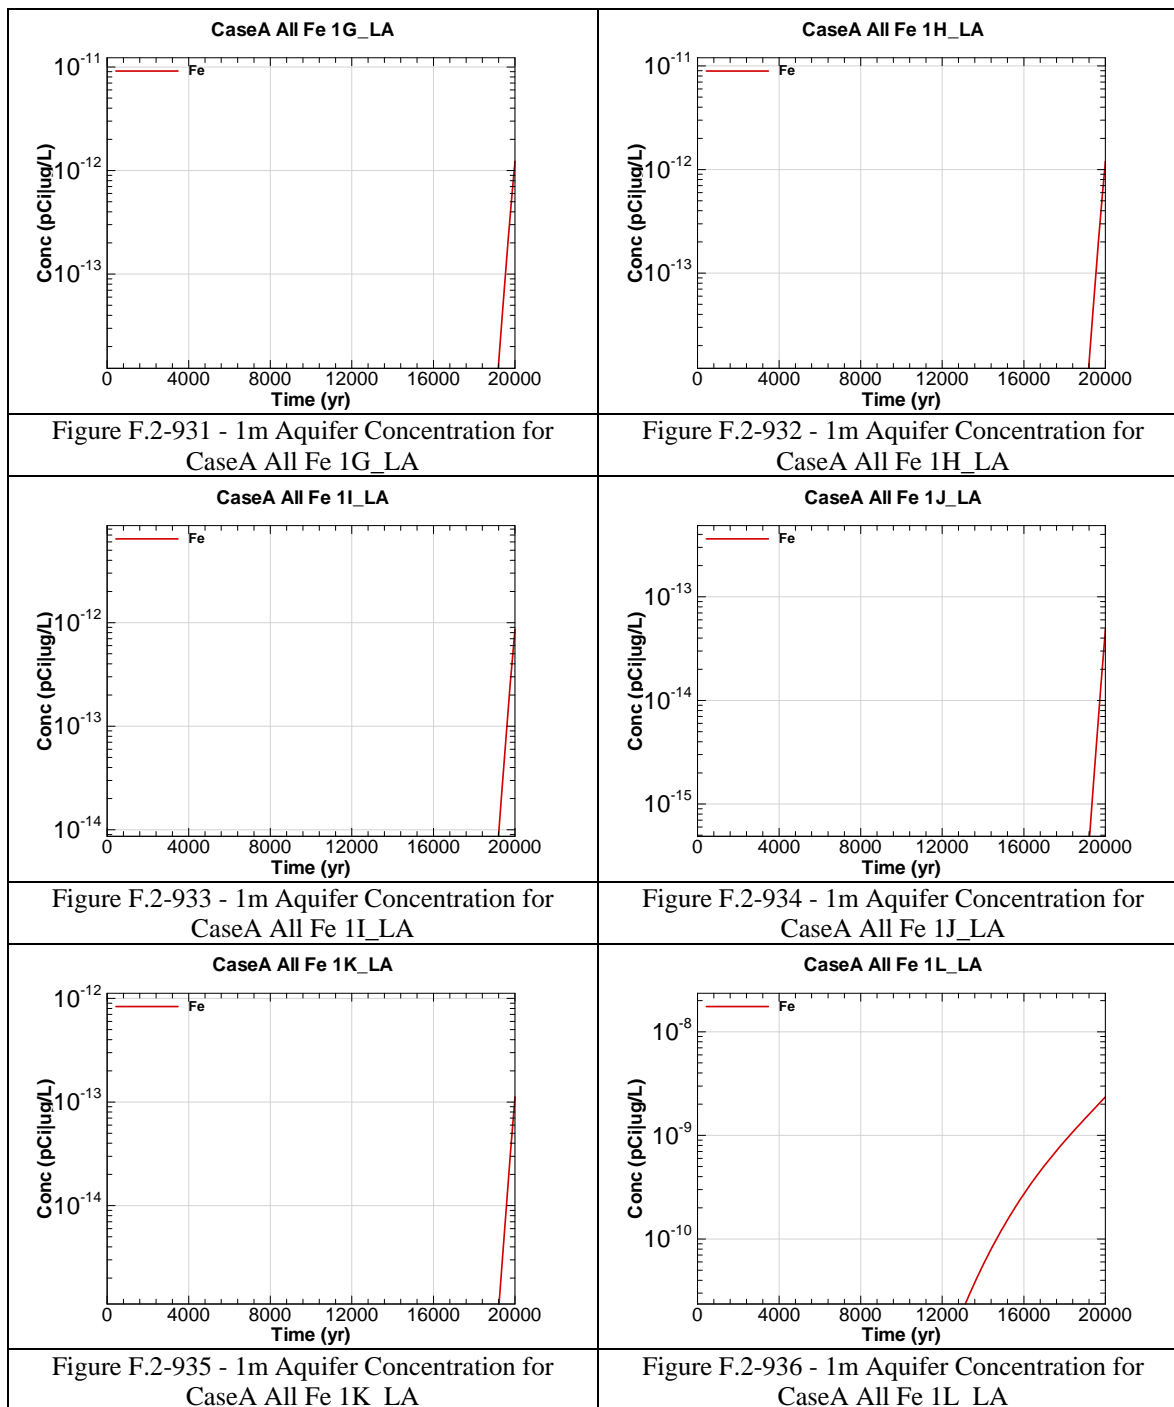 CaseA All Fe 1G_LA
Fe
10-11
10-12
10-13
Conc (pCi|ug/L)
0 4000 8000 12000 16000 20000
Time (yr)
Figure F.2-931 - 1m Aquifer Concentration for
CaseA All Fe 1G_LA
CaseA All Fe 1H_LA
Fe
10-11
10-12
10-13
Conc (pCi|ug/L)
0 4000 8000 12000 16000 20000
Time (yr)
Figure F.2-932 - 1m Aquifer Concentration for
CaseA All Fe 1H_LA
CaseA All Fe 1I_LA
Fe
10-12
10-13
10-14
Conc (pCi|ug/L)
0 4000 8000 12000 16000 20000
Time (yr)
Figure F.2-933 - 1m Aquifer Concentration for
CaseA All Fe 1I_LA
CaseA All Fe 1J_LA
Fe
10-13
10-14
10-15
Conc (pCi|ug/L)
0 4000 8000 12000 16000 20000
Time (yr)
Figure F.2-934 - 1m Aquifer Concentration for
CaseA All Fe 1J_LA
CaseA All Fe 1K_LA
Fe
10-12
10-13
10-14
Conc (pCi|ug/L)
0 4000 8000 12000 16000 20000
Time (yr)
Figure F.2-935 - 1m Aquifer Concentration for
CaseA All Fe 1K_LA
CaseA All Fe 1L_LA
Fe
10-8
10-9
10-10
Conc (pCi|ug/L)
0 4000 8000 12000 16000 20000
Time (yr)
Figure F.2-936 - 1m Aquifer Concentration for
CaseA All Fe 1L_LA